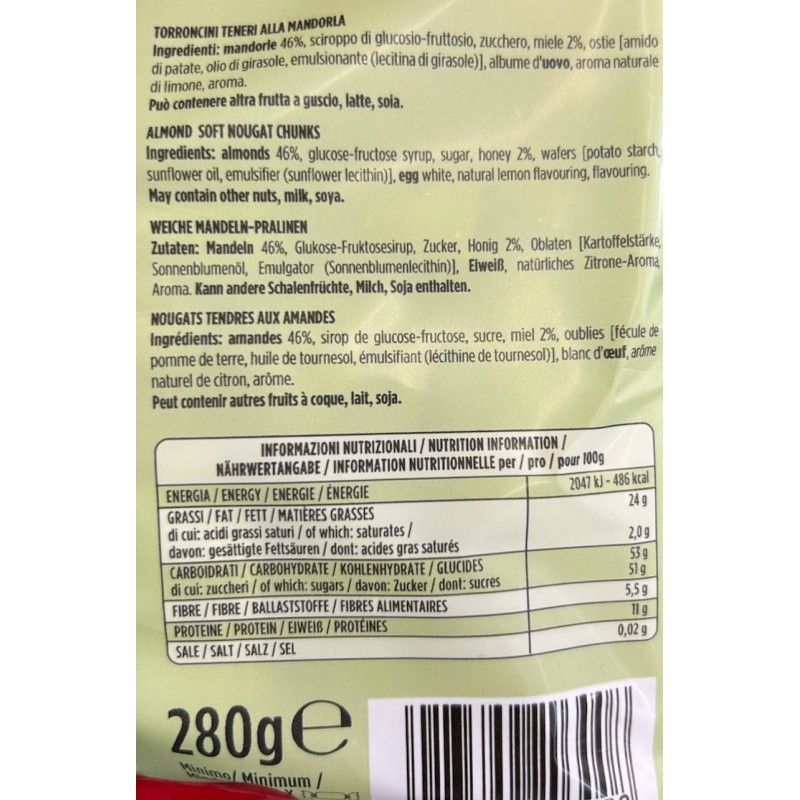 TORRONCINI TENERI ALLA MANDORLA
Ingredienti: mandorle 46%, sciroppo di glucosio-fruttosio, zucchero, miele 2%, ostie [amido
di patate, olio di girasole, emulsionante (lecitina di girasole)], albume d'uovo, aroma naturale
di limone, aroma.
Può contenere altra frutta a guscio, latte, soia.
ALMOND SOFT NOUGAT CHUNKS
Ingredients: almonds 46%, glucose-fructose syrup, sugar, honey 2%, wafers [potato starch,
sunflower oil, emulsifier (sunflower lecithin)], egg white, natural lemon flavouring, flavouring.
May contain other nuts, milk, soya.
WEICHE MANDELN-PRALINEN
Zutaten: Mandeln 46%, Glukose-Fruktosesirup, Zucker, Honig 2%, Oblaten [Kartoffelstärke,
Sonnenblumenöl, Emulgator (Sonnenblumenlecithin)], Eiweiß, natürliches Zitrone-Aroma,
Aroma. Kann andere Schalenfrüchte, Milch, Soja enthalten.
NOUGATS TENDRES AUX AMANDES
Ingrédients: amandes 46%, sirop de glucose-fructose, sucre, miel 2%, oublies [fécule de
pomme de terre, huile de tournesol, émulsifiant (lécithine de tournesol)], blanc d'œuf, arôme
naturel de citron, arôme.
Peut contenir autres fruits à coque, lait, soja.
INFORMAZIONI NUTRIZIONALI / NUTRITION INFORMATION /
NÄHRWERTANGABE / INFORMATION NUTRITIONNELLE per / pro / pour 100g
ENERGIA / ENERGY / ENERGIE / ÉNERGIE 2047 kJ - 486 kcal
GRASSI / FAT / FETT / MATIÈRES GRASSES 24 g
di cui: acidi grassi saturi / of which: saturates /
davon: gesättigte Fettsäuren / dont: acides gras saturés 2,0 g
CARBOIDRATI / CARBOHYDRATE / KOHLENHYDRATE / GLUCIDES 53 g
di cui: zuccheri / of which: sugars / davon: Zucker / dont: sucres 51 g
FIBRE / FIBRE / BALLASTSTOFFE / FIBRES ALIMENTAIRES 5,5 g
PROTEINE / PROTEIN / EIWEIß / PROTÉINES 11 g
SALE / SALT / SALZ / SEL 0,02 g
280g e
Minimo/ Minimum /